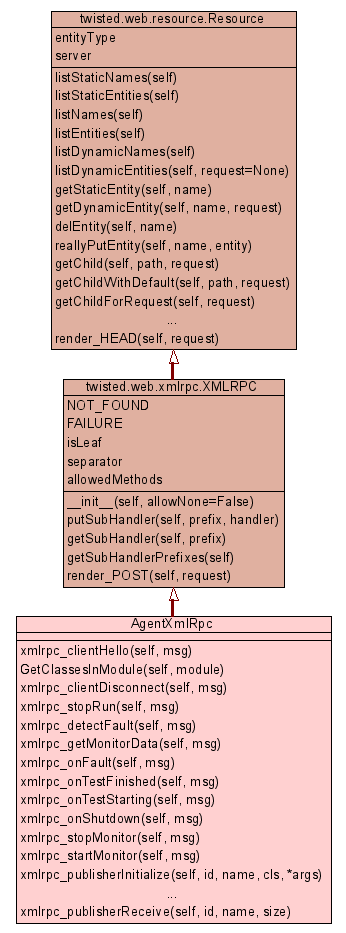 twisted.web.resource.Resource
entityType
server
listStaticNames(self)
listStaticEntities(self)
listNames(self)
listEntities(self)
listDynamicNames(self)
listDynamicEntities(self, request=None)
getStaticEntity(self, name)
getDynamicEntity(self, name, request)
delEntity(self, name)
reallyPutEntity(self, name, entity)
getChild(self, path, request)
getChildWithDefault(self, path, request)
getChildForRequest(self, request)
...
render_HEAD(self, request)
twisted.web.xmlrpc.XMLRPC
NOT_FOUND
FAILURE
isLeaf
separator
allowedMethods
__init__(self, allowNone=False)
putSubHandler(self, prefix, handler)
getSubHandler(self, prefix)
getSubHandlerPrefixes(self)
render_POST(self, request)
AgentXmlRpc
xmlrpc_clientHello(self, msg)
GetClassesInModule(self, module)
xmlrpc_clientDisconnect(self, msg)
xmlrpc_stopRun(self, msg)
xmlrpc_detectFault(self, msg)
xmlrpc_getMonitorData(self, msg)
xmlrpc_onFault(self, msg)
xmlrpc_onTestFinished(self, msg)
xmlrpc_onTestStarting(self, msg)
xmlrpc_onShutdown(self, msg)
xmlrpc_stopMonitor(self, msg)
xmlrpc_startMonitor(self, msg)
xmlrpc_publisherInitialize(self, id, name, cls, *args)
...
xmlrpc_publisherReceive(self, id, name, size)